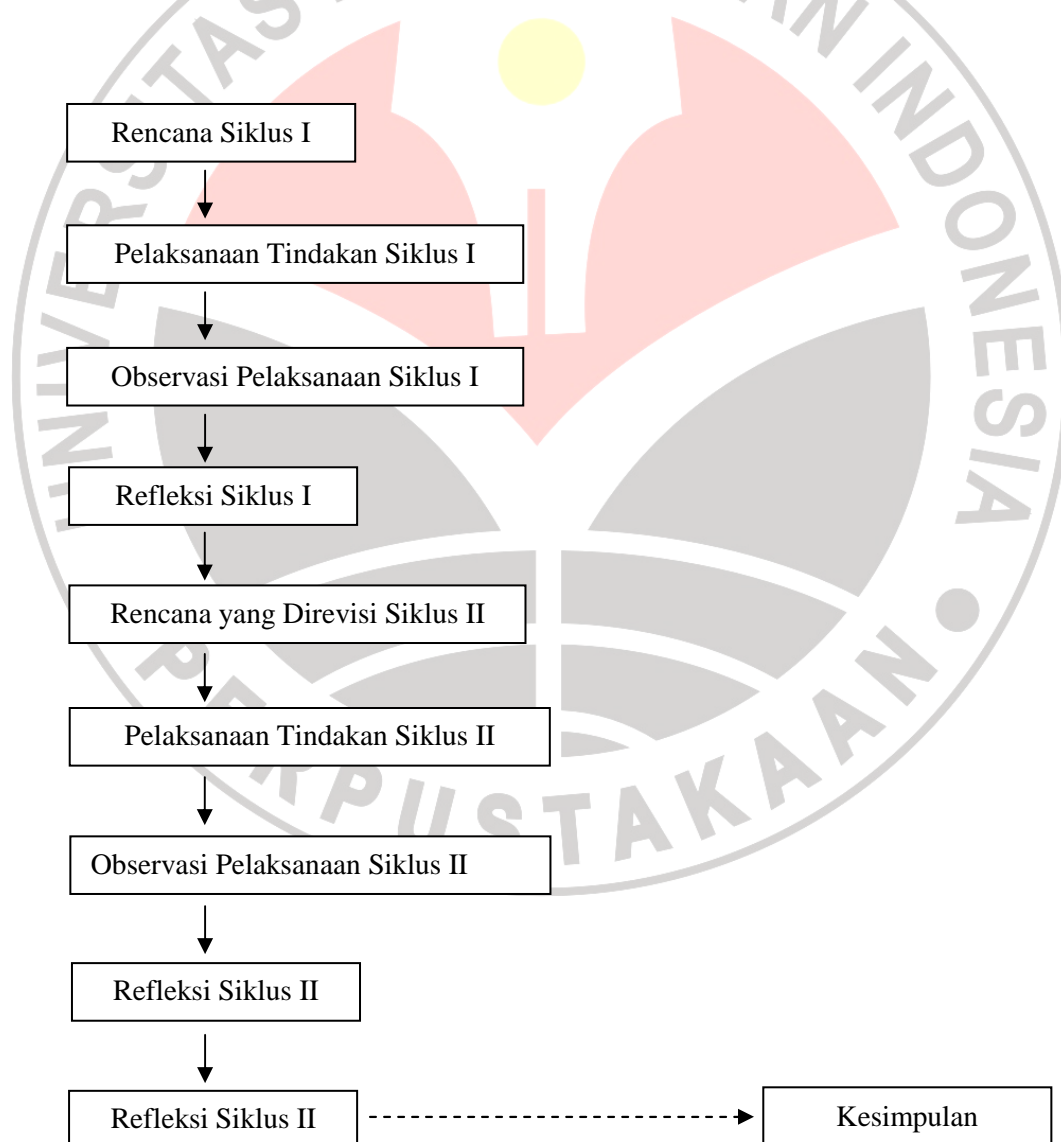 Rencana Siklus I
Pelaksanaan Tindakan Siklus I
Observasi Pelaksanaan Siklus I
Refleksi Siklus I
Rencana yang Direvisi Siklus II
Pelaksanaan Tindakan Siklus II
Observasi Pelaksanaan Siklus II
Refleksi Siklus II
Refleksi Siklus II
Kesimpulan
INDONESIA
PERPUSTAKAAN